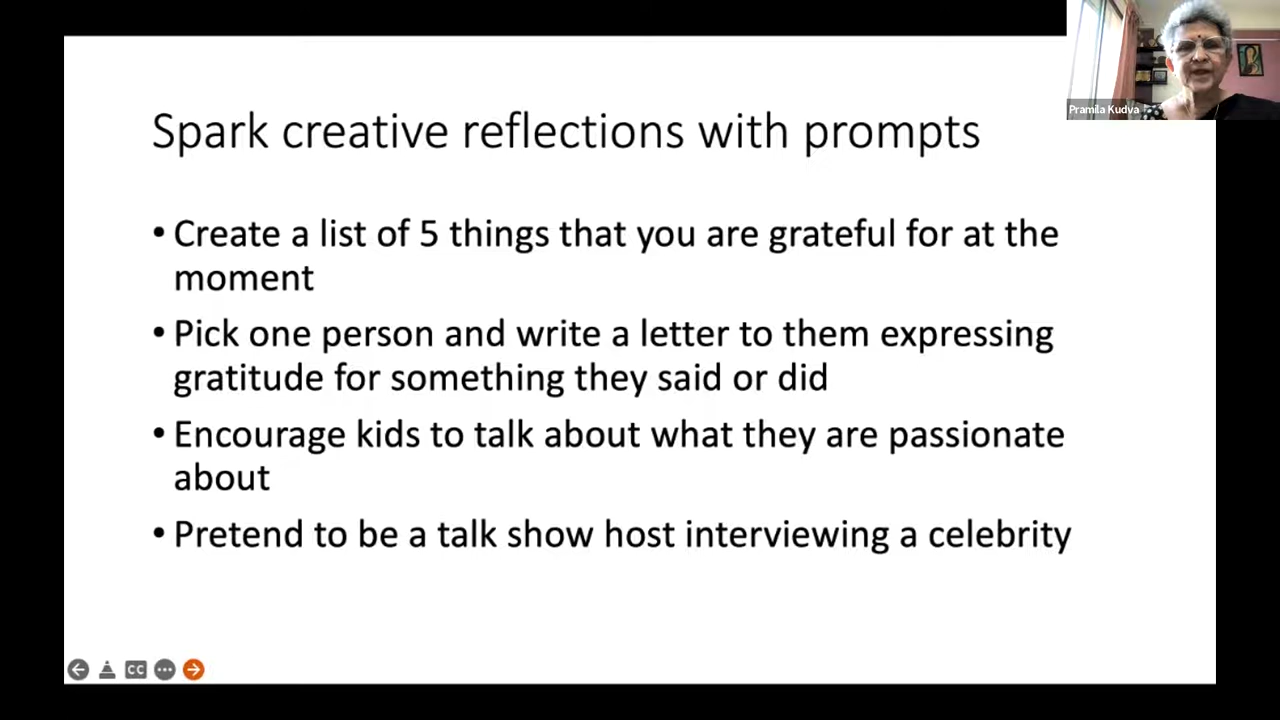 Pramila Kudva
Spark creative reflections with prompts
• Create a list of 5 things that you are grateful for at the
moment
• Pick one person and write a letter to them expressing
gratitude for something they said or did
• Encourage kids to talk about what they are passionate
about
• Pretend to be a talk show host interviewing a celebrity
CC